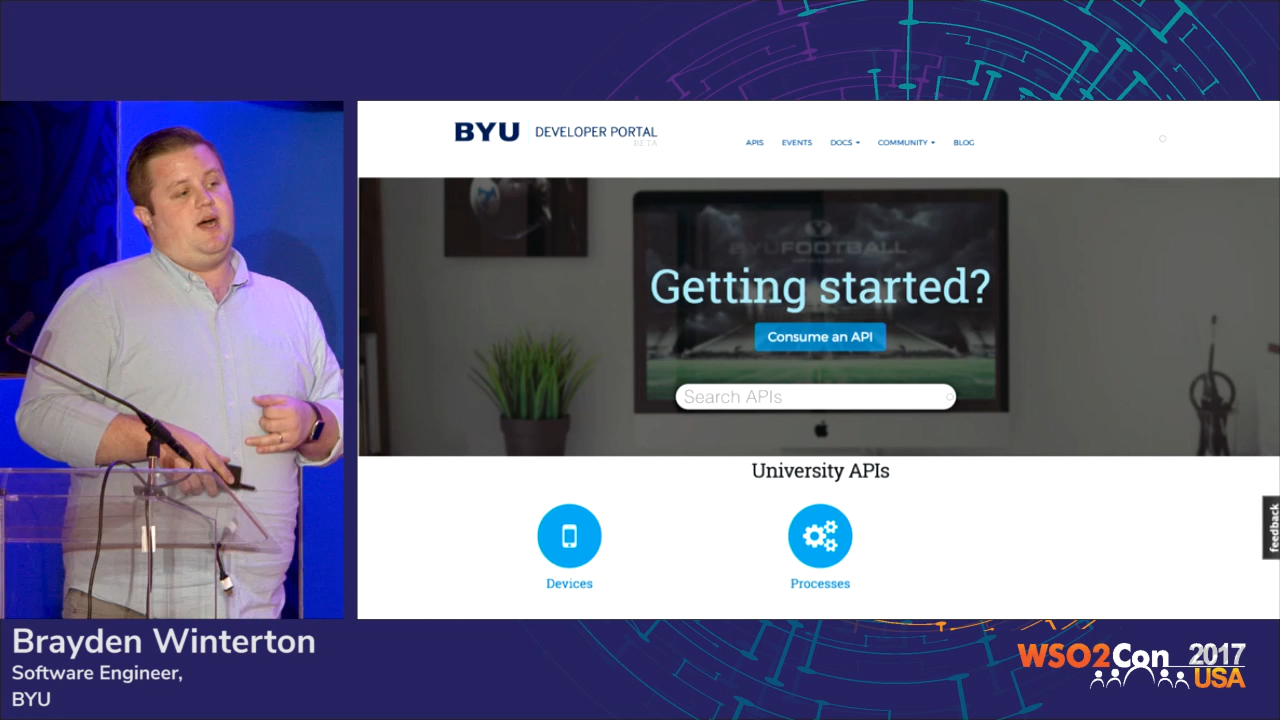 BYU DEVELOPER PORTAL
BETA
APIS EVENTS DOCS COMMUNITY BLOG
BYUFOOTBALL
Getting started?
Consume an API
Search APIs
University APIs
Devices Processes
feedback
Brayden Winterton
Software Engineer,
BYU
WSO2Con 2017
USA